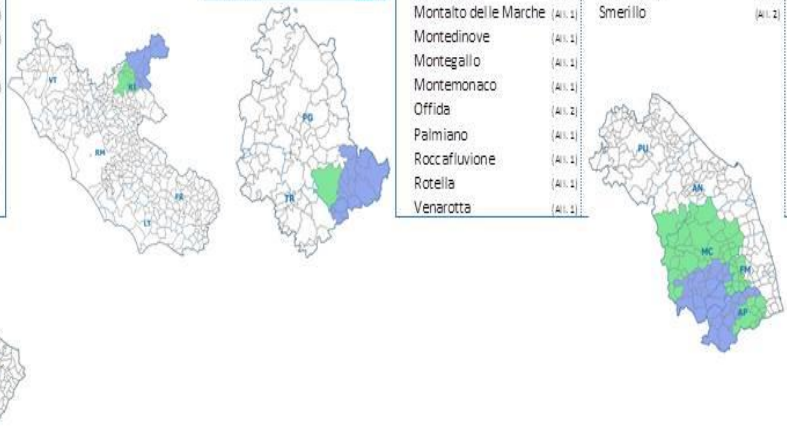 Montalto delle Marche (All. 1)
Montedinove (All. 1)
Montegallo (All. 1)
Montemonaco (All. 1)
Offida (All. 2)
Palmiano (All. 1)
Roccafluvione (All. 1)
Rotella (All. 1)
Venarotta (All. 1)
Smerillo (All. 2)
VT
RI
RM
FR
LT
PG
TR
PU
AN
MC
FM
AP